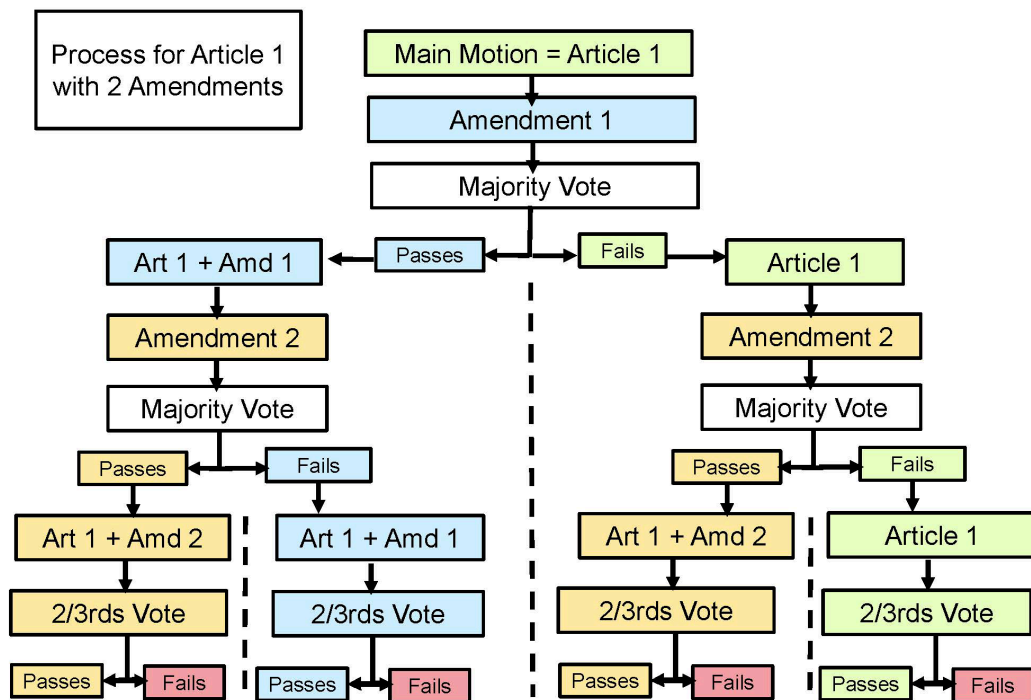 Process for Article 1
with 2 Amendments
Main Motion = Article 1
Amendment 1
Majority Vote
Art 1 + Amd 1
Passes
Fails
Article 1
Amendment 2
Amendment 2
Majority Vote
Majority Vote
Passes
Fails
Passes
Fails
Art 1 + Amd 2
Art 1 + Amd 1
Art 1 + Amd 2
Article 1
2/3rds Vote
2/3rds Vote
2/3rds Vote
2/3rds Vote
Passes
Fails
Passes
Fails
Passes
Fails
Passes
Fails